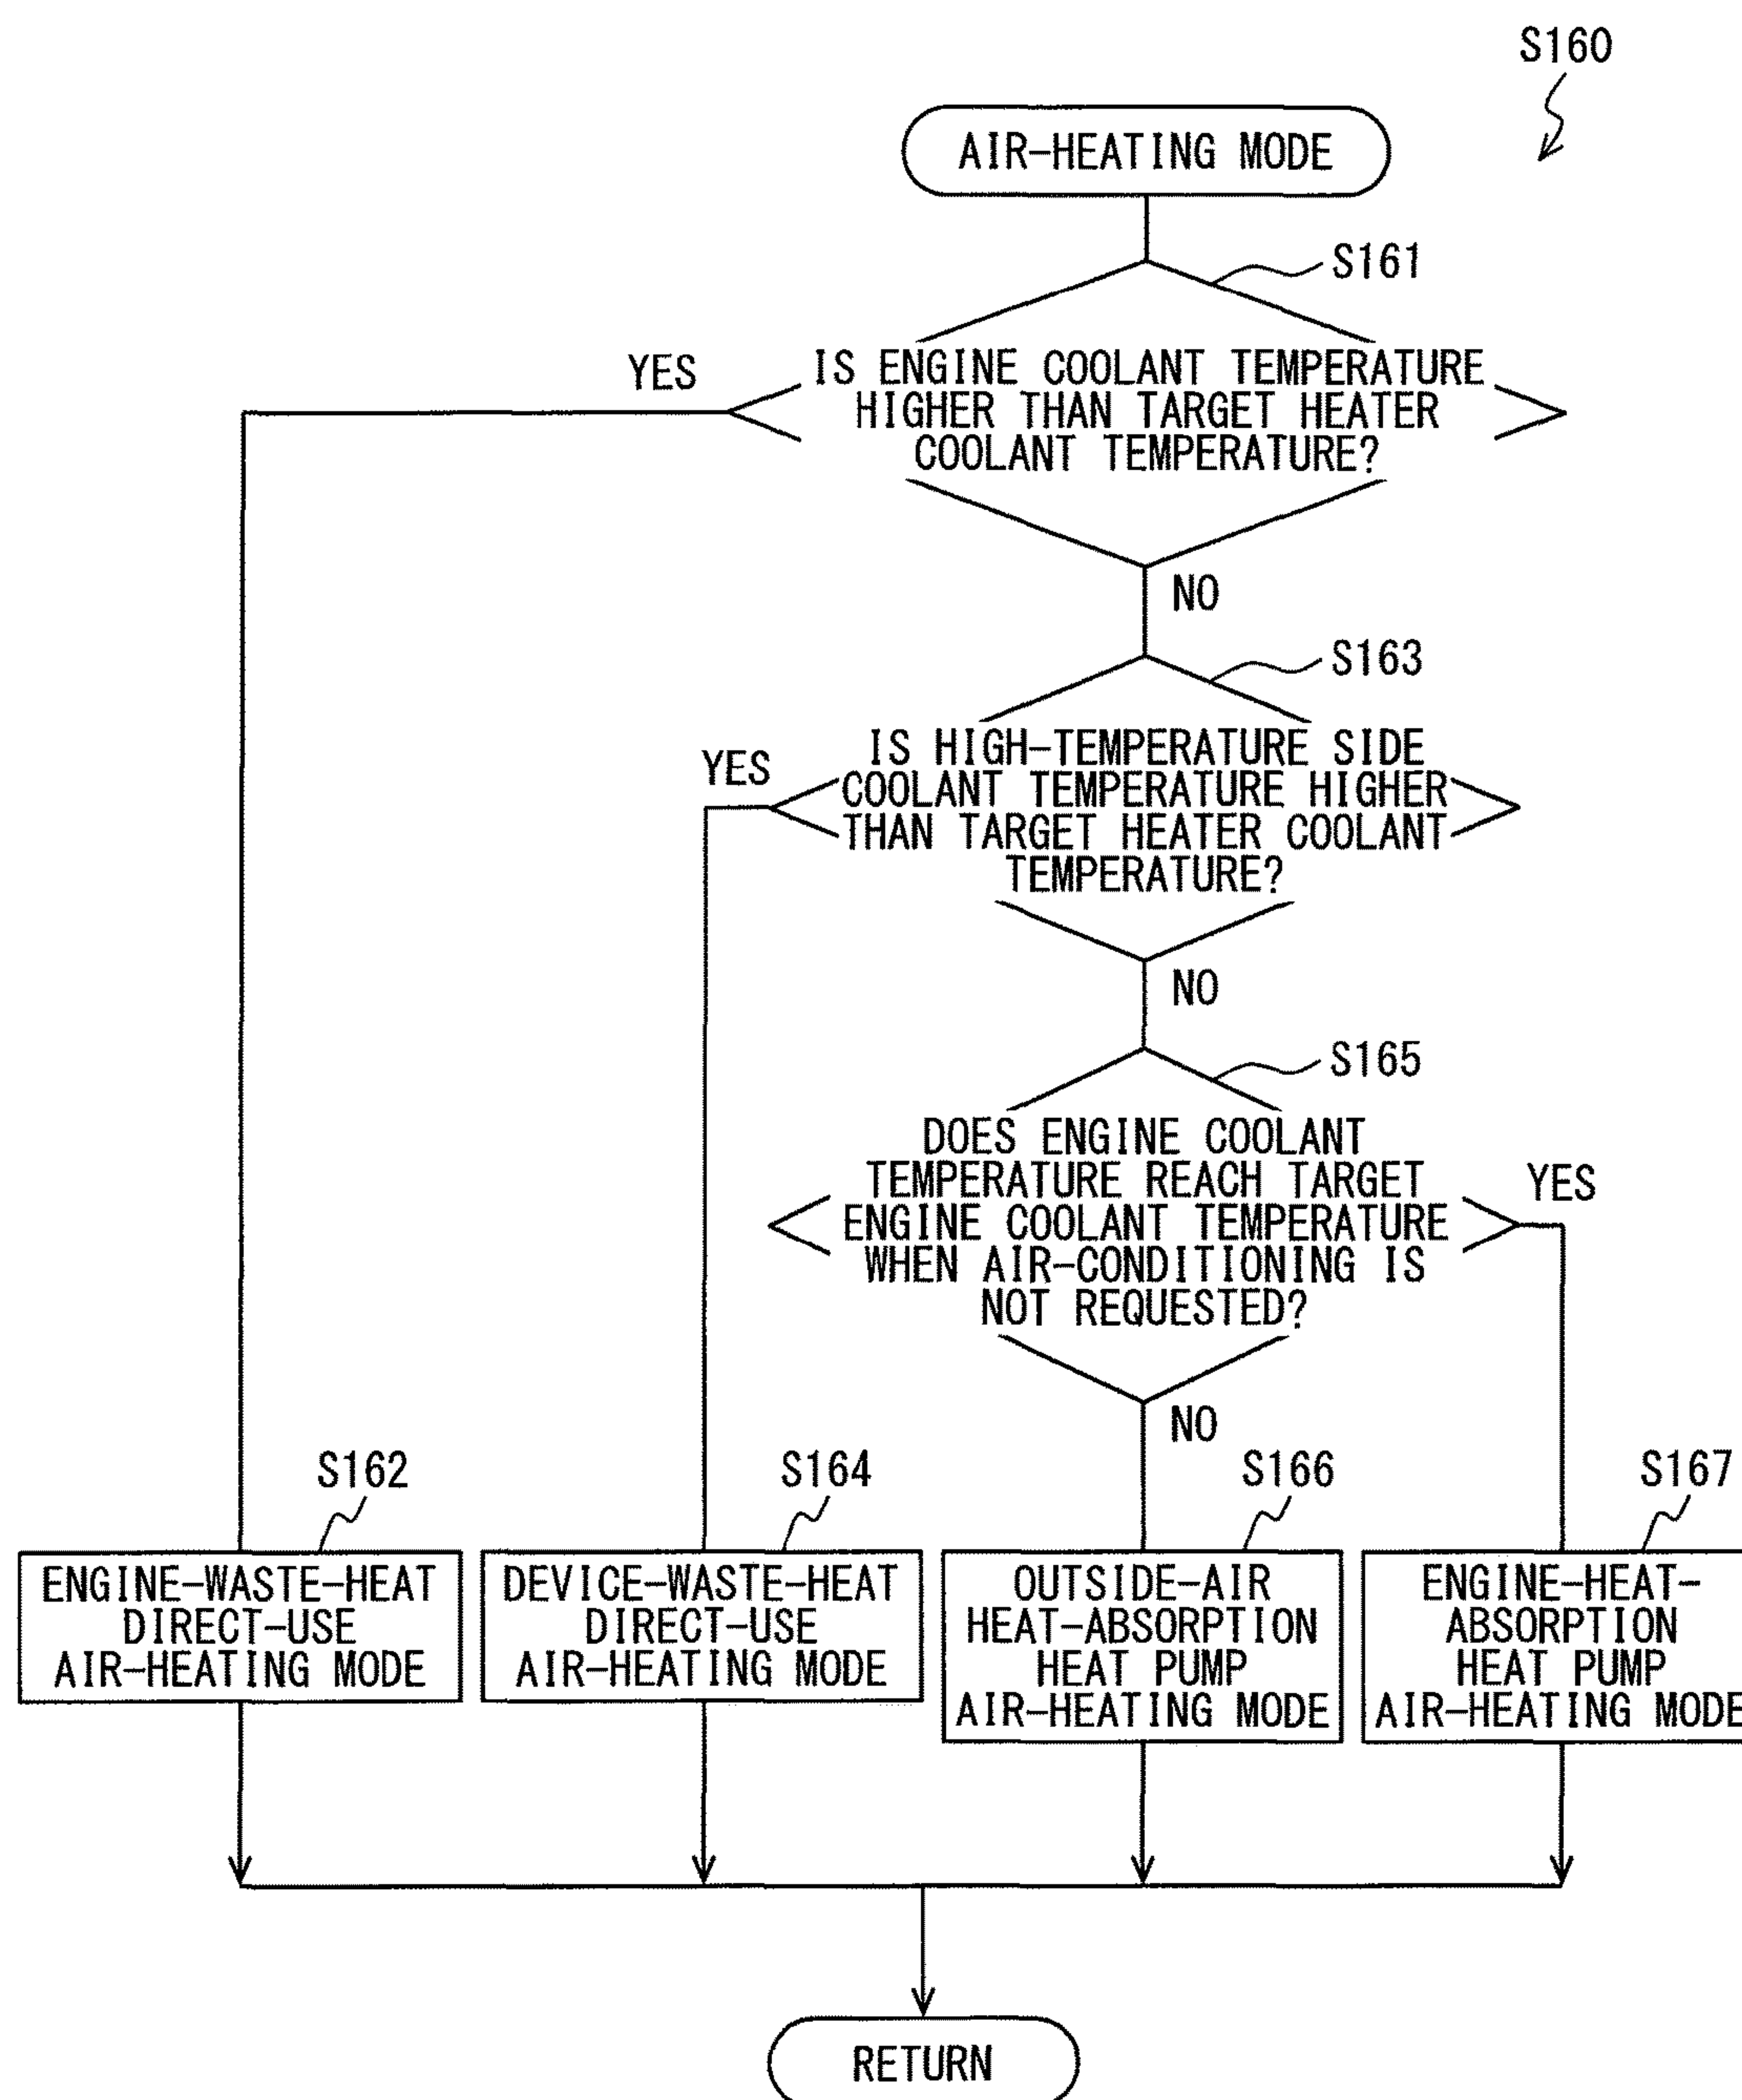 S160
AIR-HEATING MODE
S161
YES
IS ENGINE COOLANT TEMPERATURE
HIGHER THAN TARGET HEATER
COOLANT TEMPERATURE?
NO
S163
YES
IS HIGH-TEMPERATURE SIDE
COOLANT TEMPERATURE HIGHER
THAN TARGET HEATER COOLANT
TEMPERATURE?
NO
S165
DOES ENGINE COOLANT
TEMPERATURE REACH TARGET
ENGINE COOLANT TEMPERATURE
WHEN AIR-CONDITIONING IS
NOT REQUESTED?
YES
NO
S162
ENGINE-WASTE-HEAT
DIRECT-USE
AIR-HEATING MODE
S164
DEVICE-WASTE-HEAT
DIRECT-USE
AIR-HEATING MODE
S166
OUTSIDE-AIR
HEAT-ABSORPTION
HEAT PUMP
AIR-HEATING MODE
S167
ENGINE-HEAT-
ABSORPTION
HEAT PUMP
AIR-HEATING MODE
RETURN